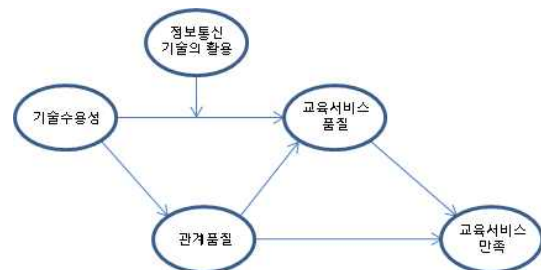 정보통신
기술의 활용
기술수용성
교육서비스
품질
관계품질
교육서비스
만족